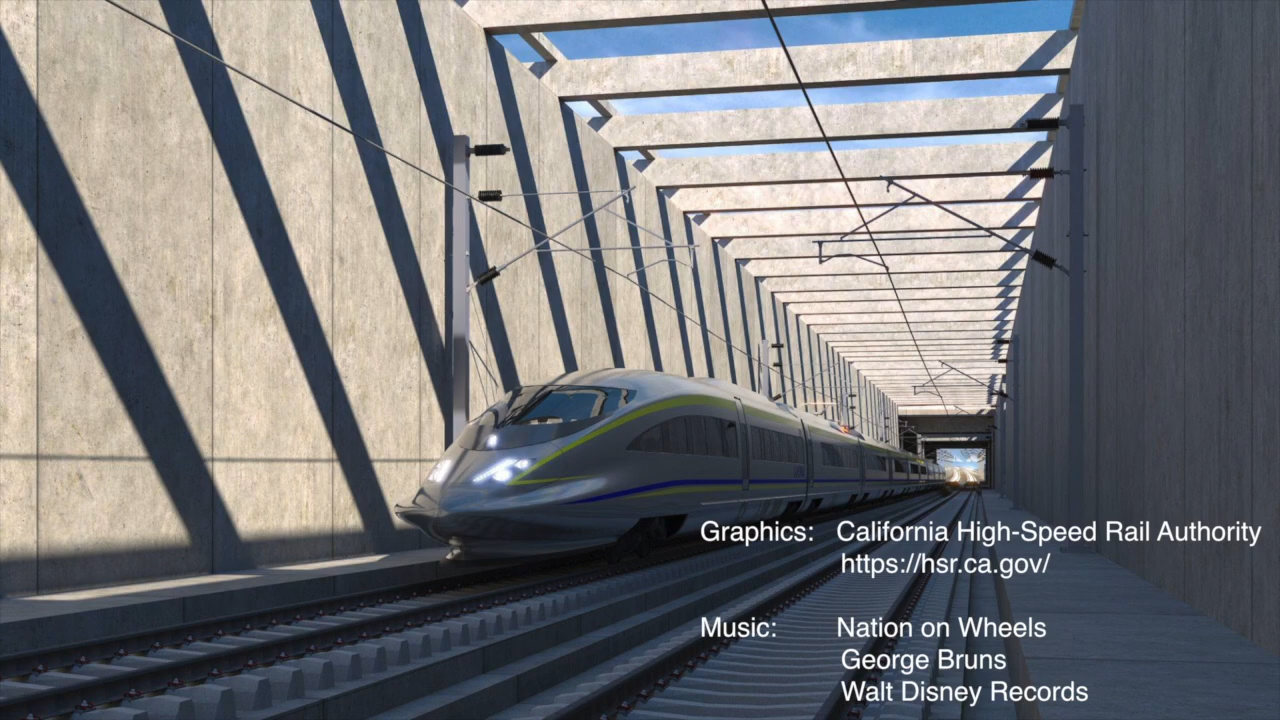 Graphics: California High-Speed Rail Authority
https://hsr.ca.gov/
Music: Nation on Wheels
George Bruns
Walt Disney Records